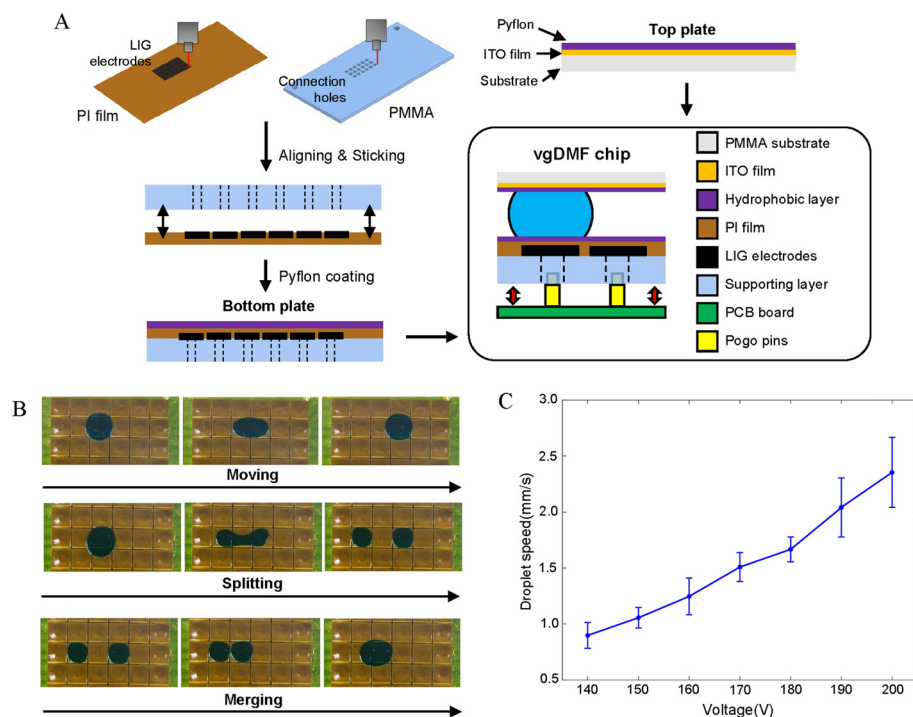 A
LIG
electrodes
PI film
Connection
holes
PMMA
Aligning & Sticking
Pyflon coating
Bottom plate
Pyflon
ITO film
Substrate
Top plate
vgDMF chip
PMMA substrate
ITO film
Hydrophobic layer
PI film
LIG electrodes
Supporting layer
PCB board
Pogo pins
B
Moving
Splitting
Merging
C
3.0
2.5
2.0
1.5
1.0
0.5
Droplet speed(mm/s)
140 150 160 170 180 190 200
Voltage(V)